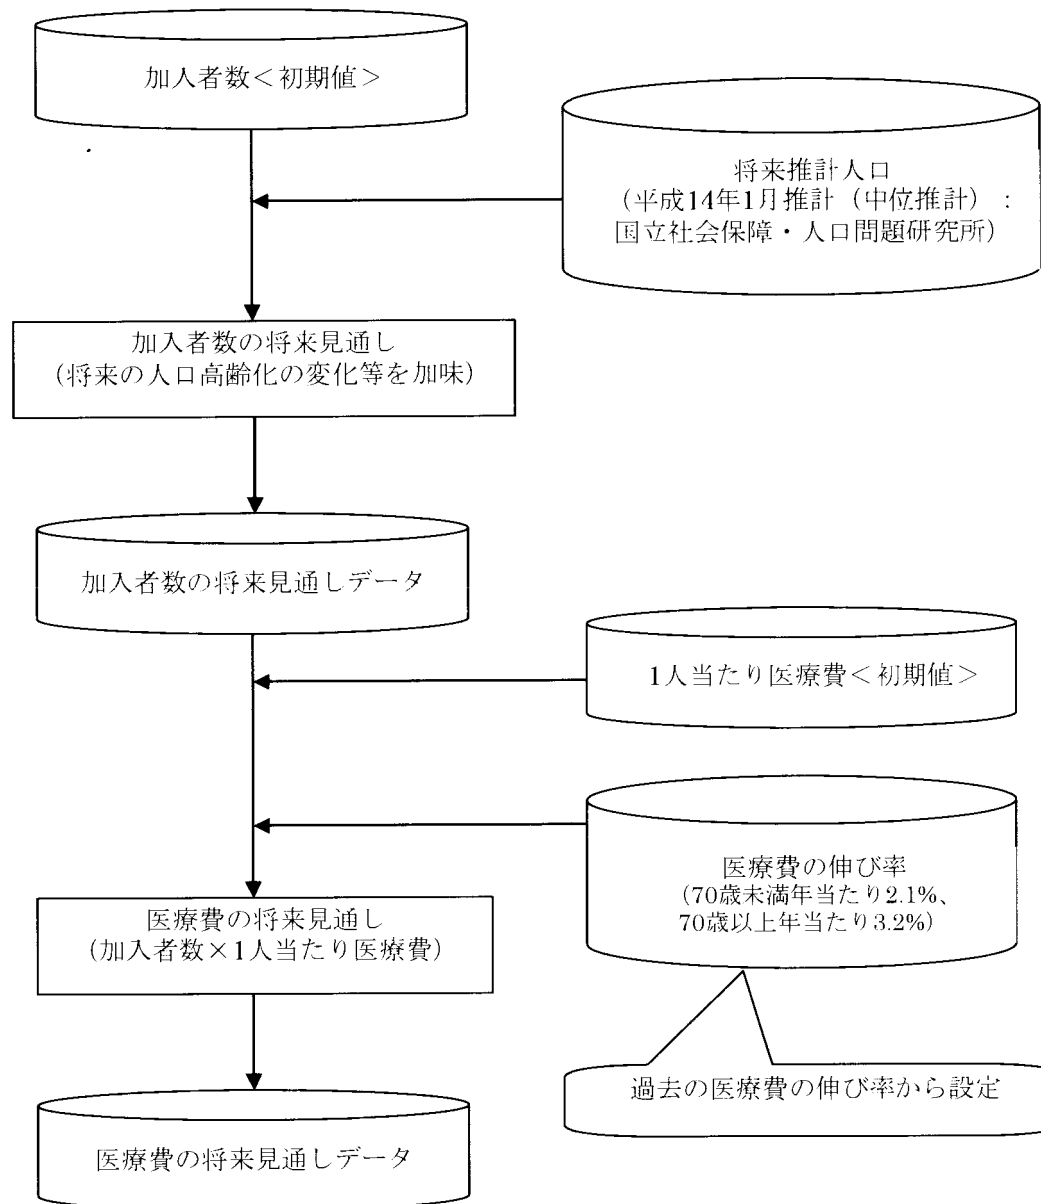 加入者数＜初期値＞
将来推計人口
（平成14年1月推計（中位推計）：
国立社会保障・人口問題研究所）
加入者数の将来見通し
（将来の人口高齢化の変化等を加味）
加入者数の将来見通しデータ
1人当たり医療費＜初期値＞
医療費の伸び率
（70歳未満年当たり2.1%、
70歳以上年当たり3.2%）
医療費の将来見通し
（加入者数×1人当たり医療費）
過去の医療費の伸び率から設定
医療費の将来見通しデータ